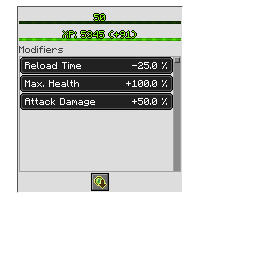 50
XP: 5845 (+91)
Modifiers
Reload Time -25.0 %
Max. Health +100.0 %
Attack Damage +50.0 %